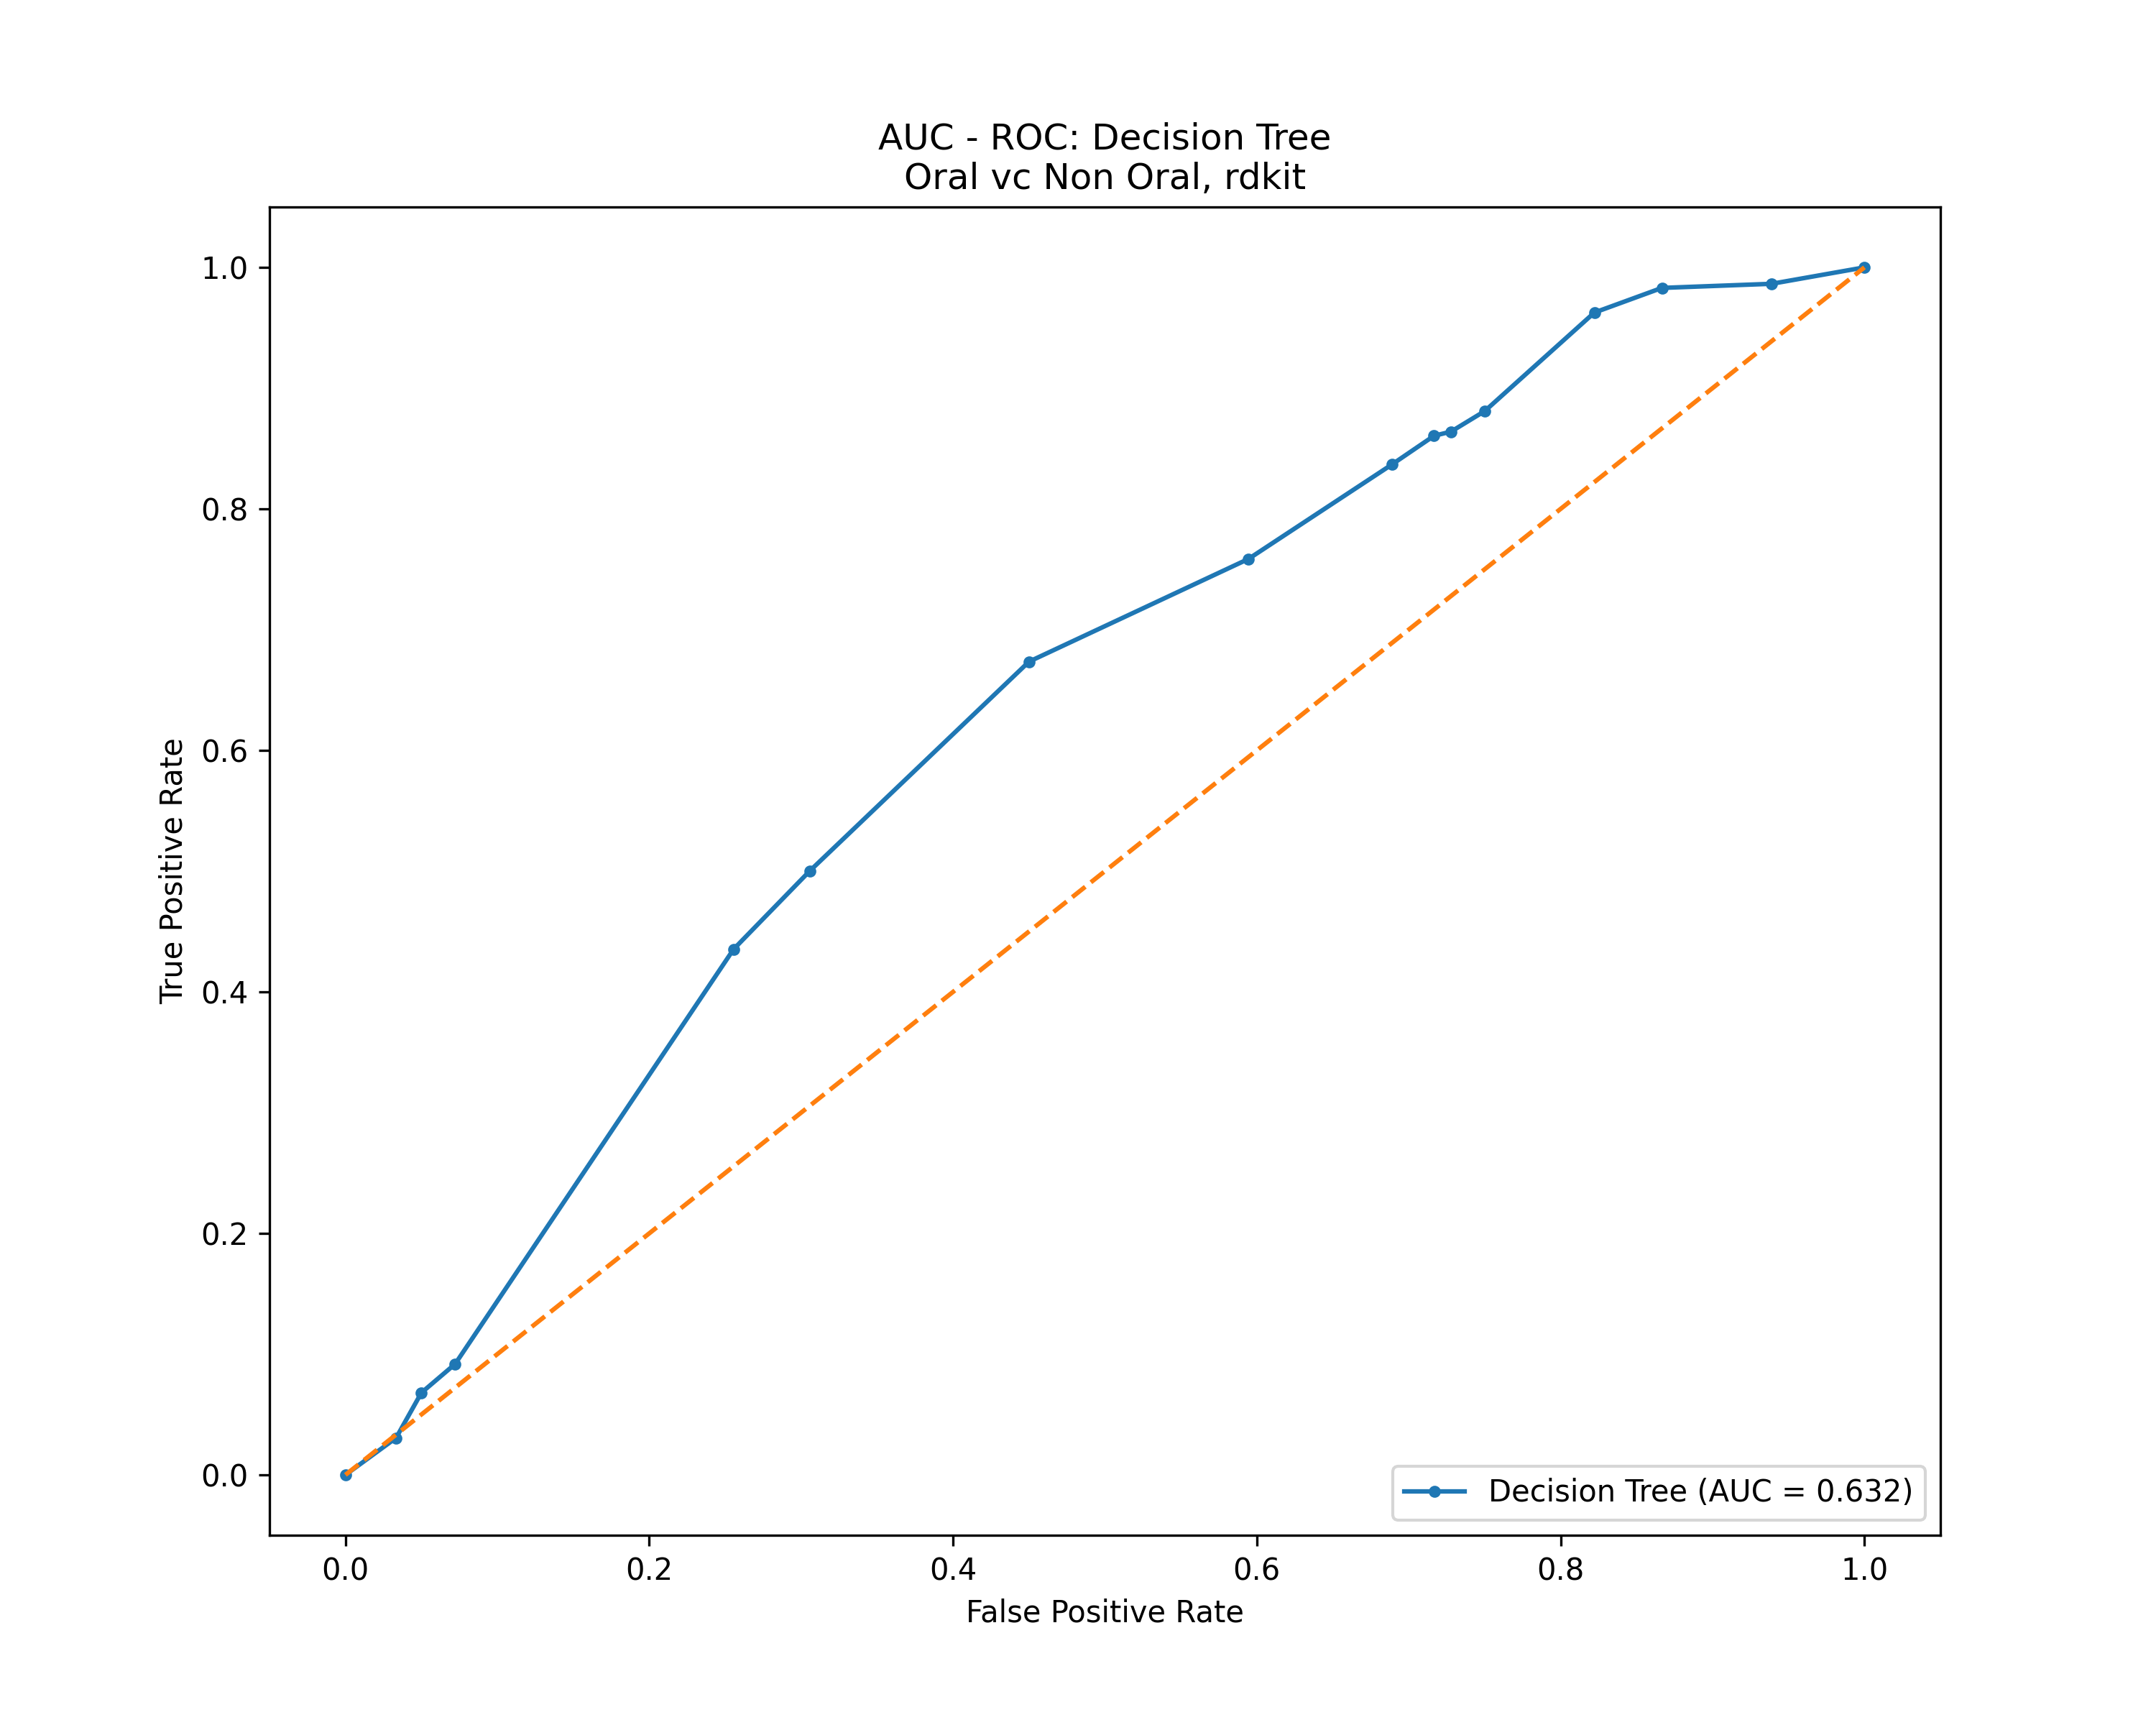 AUC - ROC: Decision Tree
Oral vc Non Oral, rdkit
True Positive Rate
1.0
0.8
0.6
0.4
0.2
0.0
Decision Tree (AUC = 0.632)
0.0 0.2 0.4 0.6 0.8 1.0
False Positive Rate